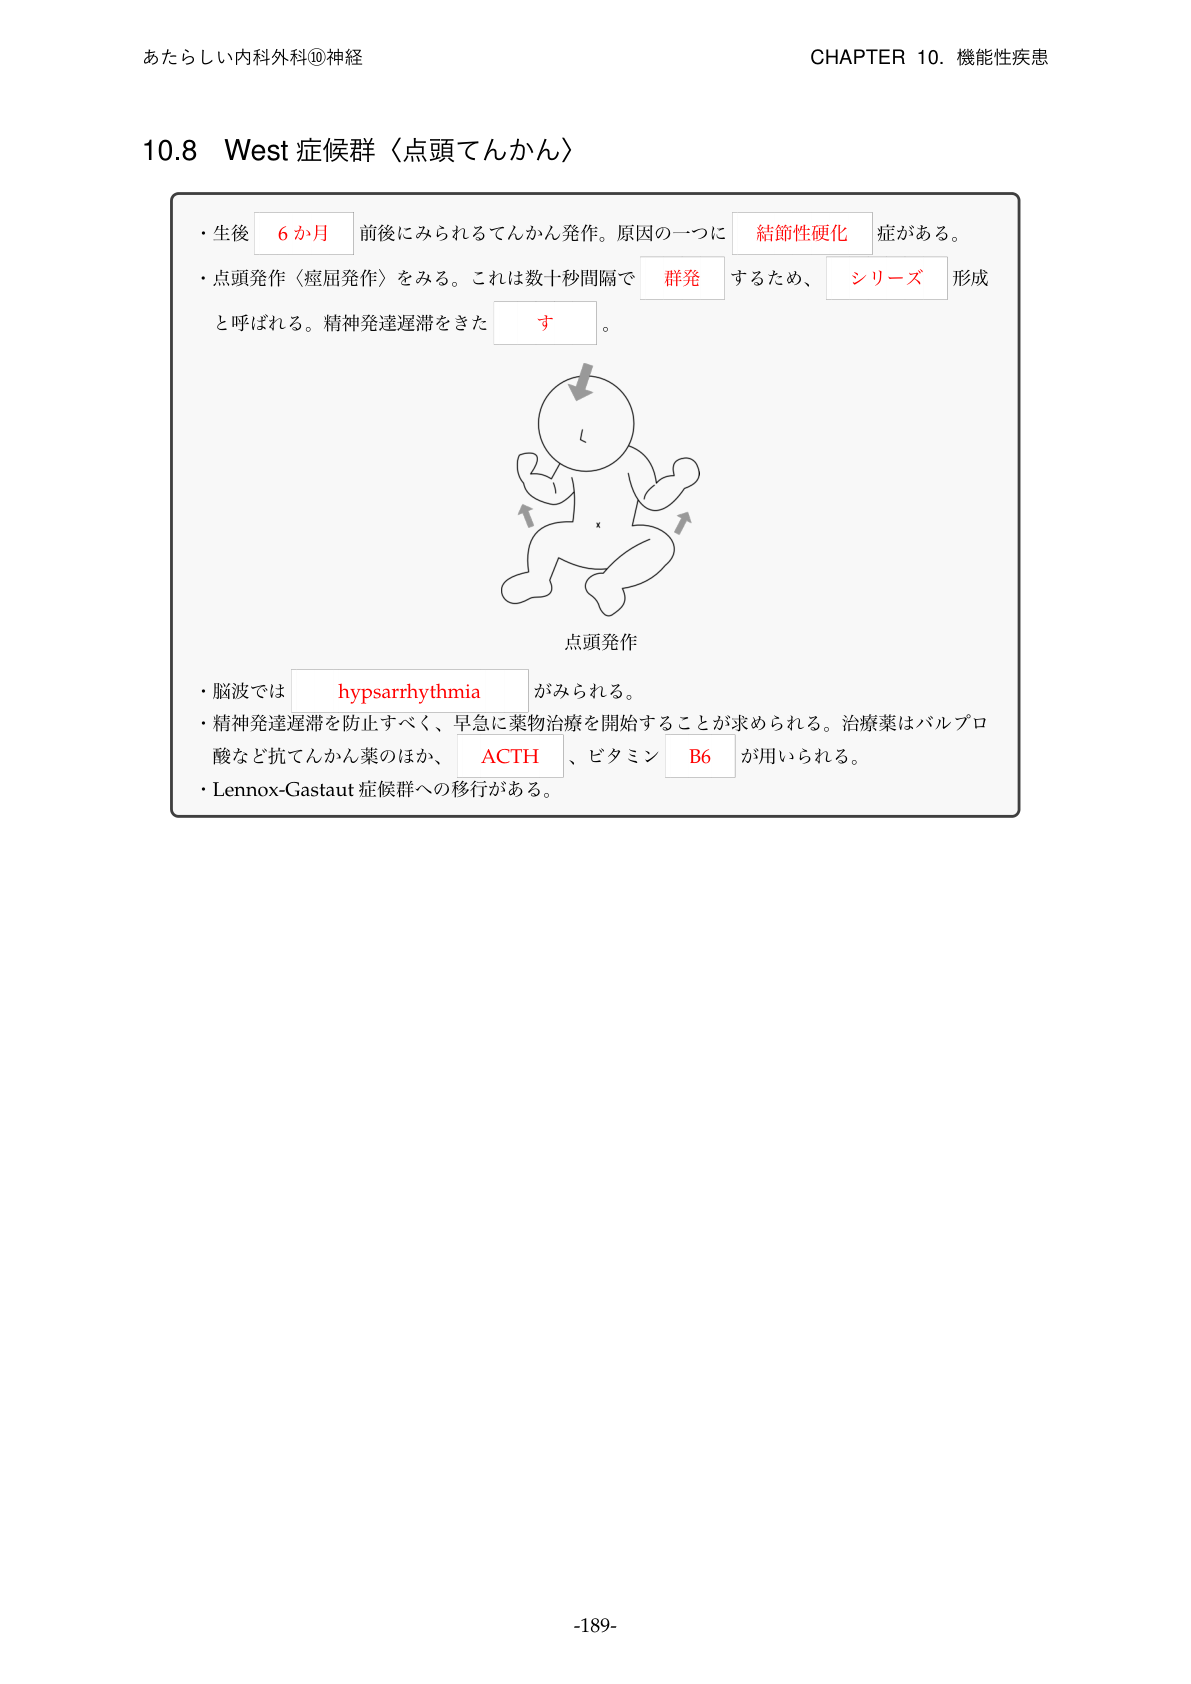 あたらしい内科外科⑩神経 CHAPTER 10. 機能性疾患
10.8 West 症候群〈点頭てんかん〉
・生後 6 か月 前後にみられるてんかん発作。原因の一つに 結節性硬化 症がある。
・点頭発作〈痙屈発作〉をみる。これは数十秒間隔で 群発 するため、 シリーズ 形成
と呼ばれる。精神発達遅滞をきた す 。
x
点頭発作
・脳波では hypsarrhythmia がみられる。
・精神発達遅滞を防止すべく、早急に薬物治療を開始することが求められる。治療薬はバルプロ
酸など抗てんかん薬のほか、 ACTH 、ビタミン B6 が用いられる。
・Lennox-Gastaut 症候群への移行がある。
-189-